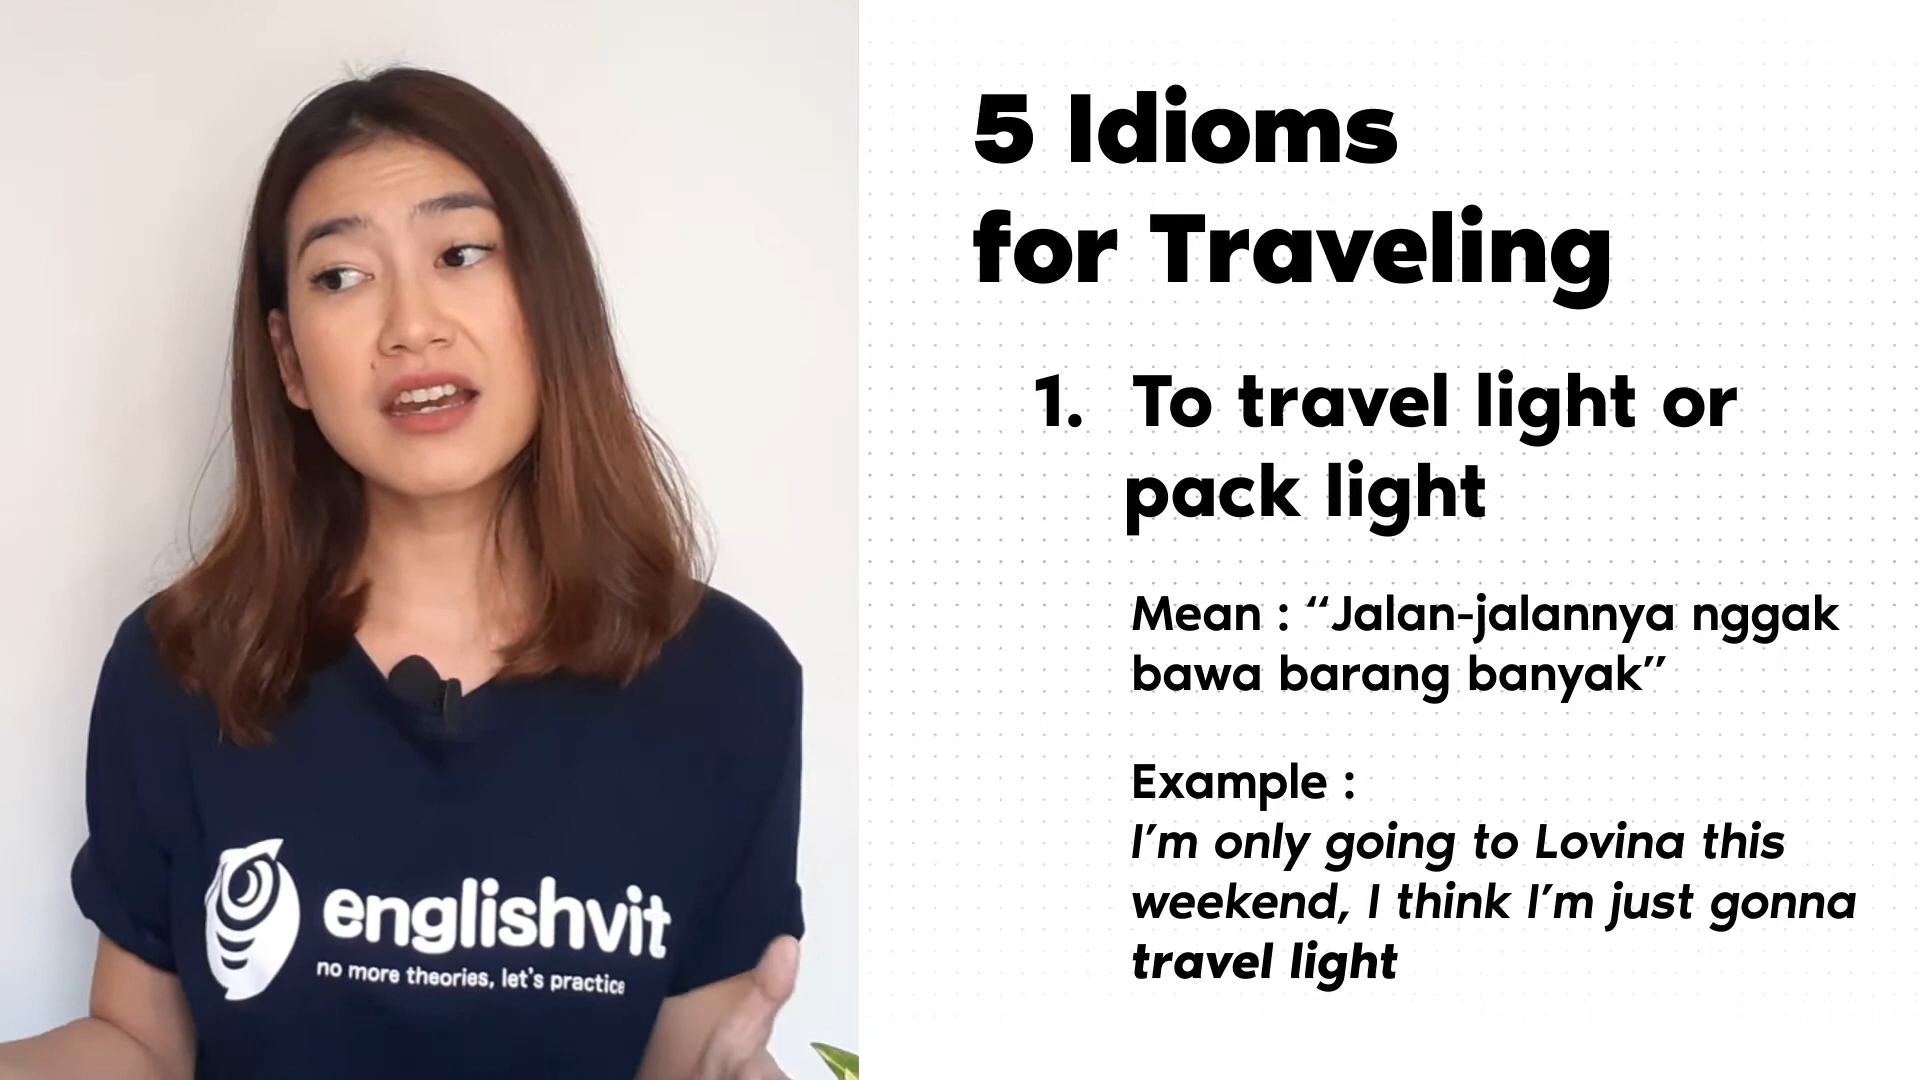 5 Idioms
for Traveling
1. To travel light or
pack light
Mean : “Jalan-jalannya nggak
bawa barang banyak”
Example :
I’m only going to Lovina this
weekend, I think I’m just gonna
travel light
englishvit
no more theories, let's practice